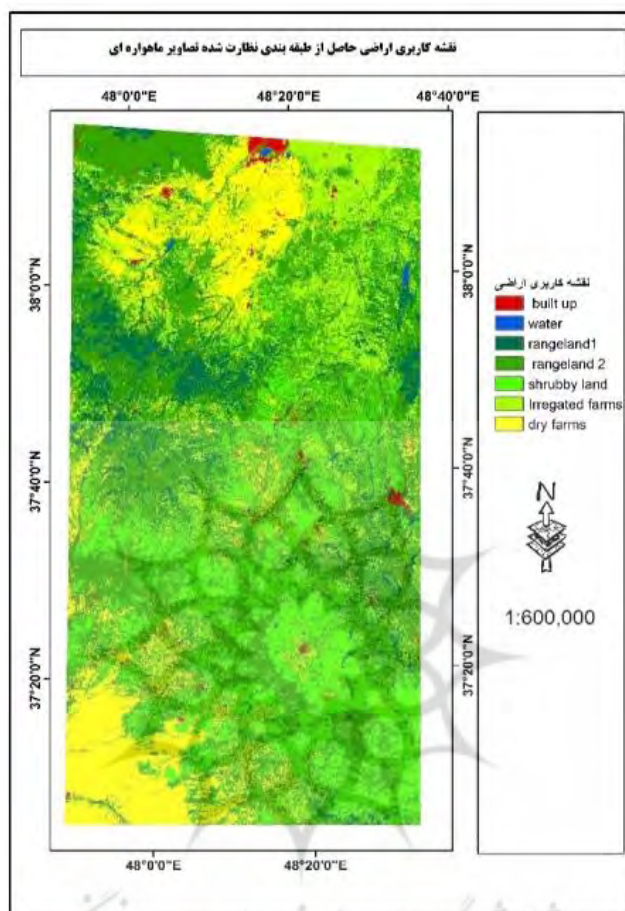 نقشه کاربری اراضی حاصل از طبقه بندی نظارت شده تصاویر ماهواره ای
48°0'0"E 48°20'0"E 48°40'0"E
38°0'0"N 38°0'0"N
37°40'0"N 37°40'0"N
37°20'0"N 37°20'0"N
48°0'0"E 48°20'0"E
نقشه کاربری اراضی
built up
water
rangeland1
rangeland 2
shrubby land
Irregated farms
dry farms
N
1:600,000